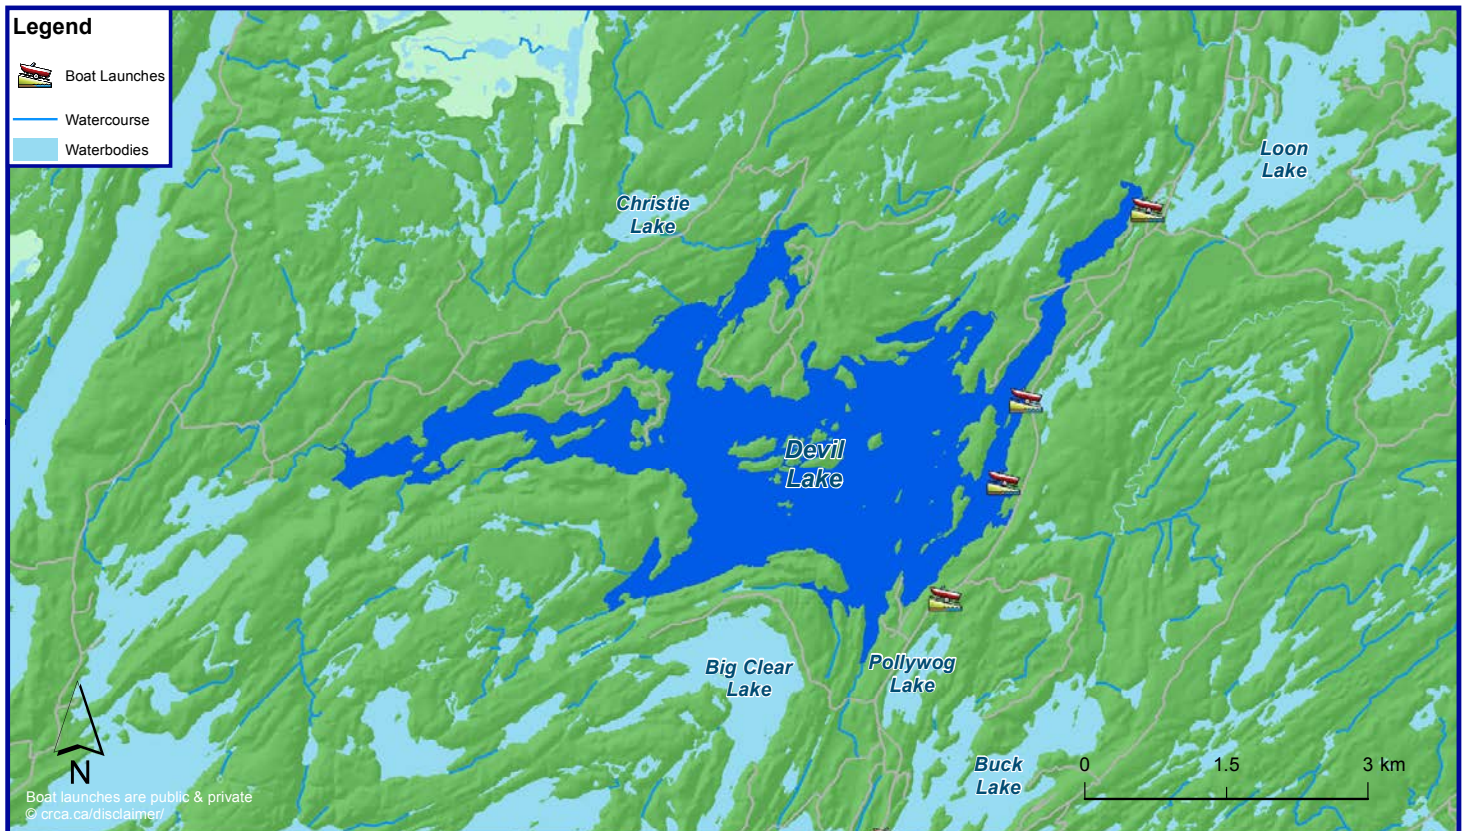 Legend
Boat Launches
Watercourse
Waterbodies
Loon
Lake
Christie
Lake
Devil
Lake
Big Clear
Lake
Pollywog
Lake
Buck
Lake
0 1.5 3 km
N
Boat launches are public & private
© crca.ca/disclaimer/